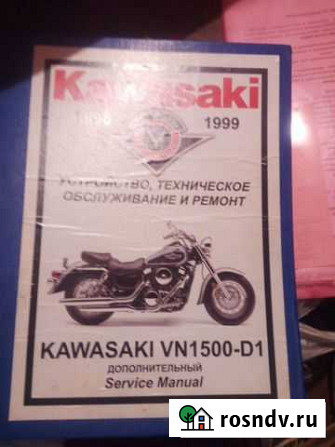 Kawasaki
1999
УСТРОЙСТВО, ТЕХНИЧЕСКОЕ
ОБСЛУЖИВАНИЕ И РЕМОНТ
KAWASAKI VN1500-D1
ДОПОЛНИТЕЛЬНЫЙ
Service Manual
rosndv.ru